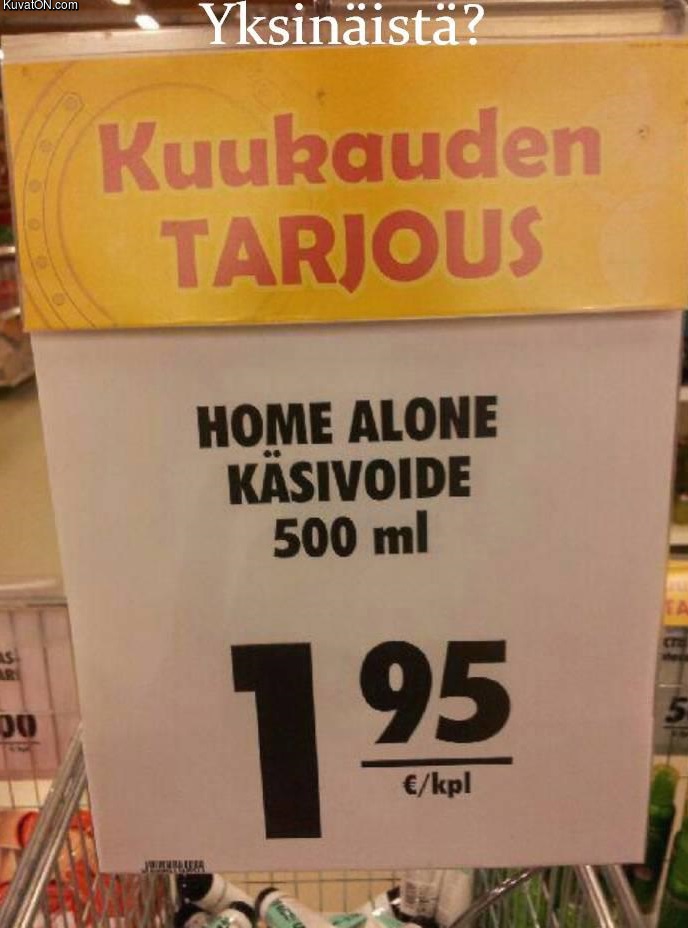 KuvatON.com
Yksinäistä?
Kuukauden
TARJOUS
HOME ALONE
KÄSIVOIDE
500 ml
1 95
€/kpl